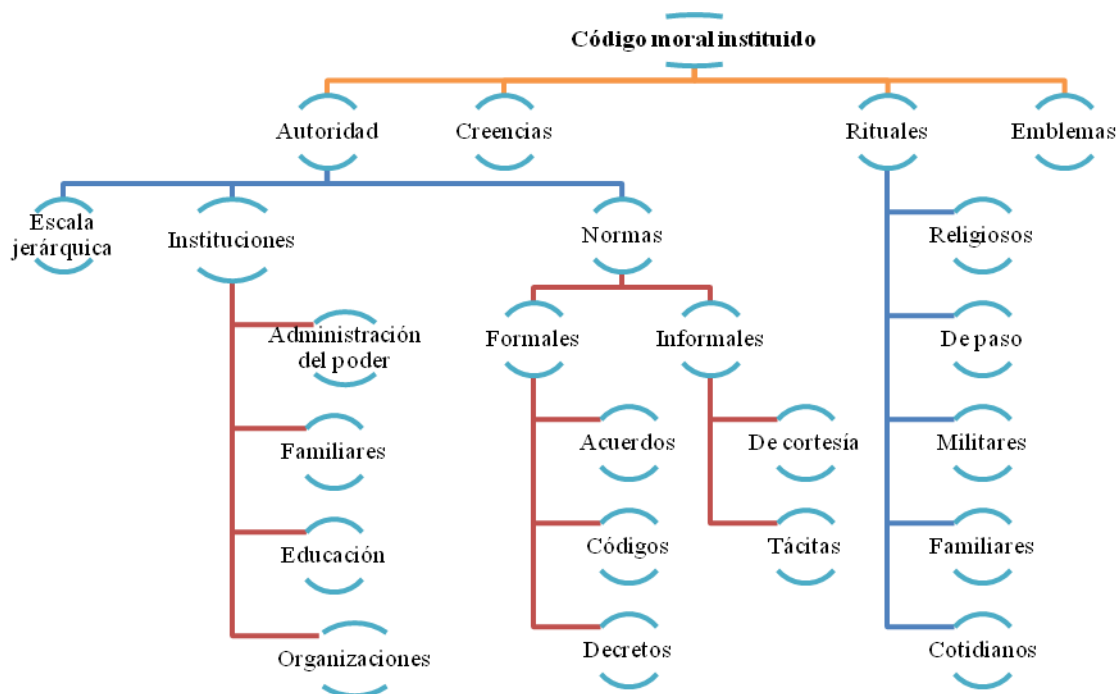 Código moral instituido
Autoridad
Creencias
Rituales
Emblemas
Escala
jerárquica
Instituciones
Normas
Religiosos
Administración
del poder
Formales
Informales
De paso
Familiares
Acuerdos
De cortesía
Militares
Educación
Códigos
Tácitas
Familiares
Organizaciones
Decretos
Cotidianos